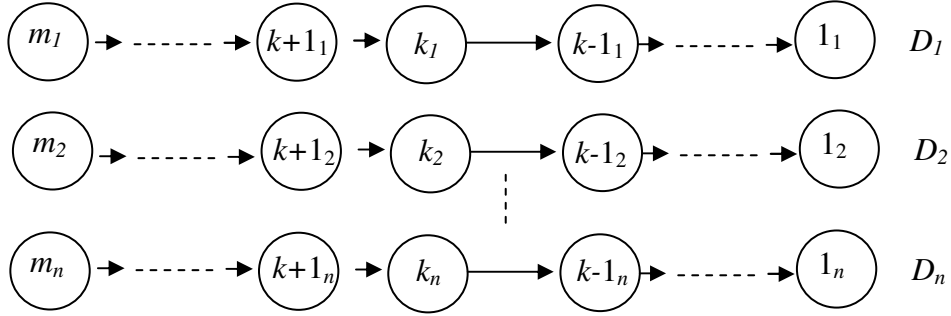 m₁ k+1₁ k₁ k-1₁ 1₁ D₁
m₂ k+1₂ k₂ k-1₂ 1₂ D₂
mₙ k+1ₙ kₙ k-1ₙ 1ₙ Dₙ